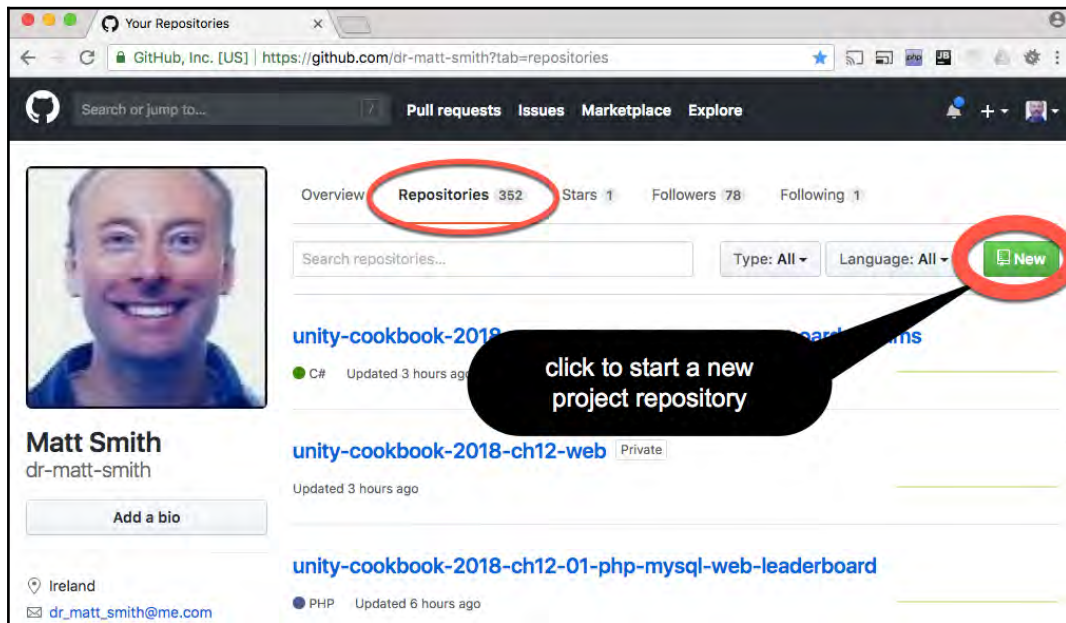 Your Repositories
GitHub, Inc. [US] | https://github.com/dr-matt-smith?tab=repositories
php JB
Search or jump to... / Pull requests Issues Marketplace Explore
Overview Repositories 352 Stars 1 Followers 78 Following 1
Search repositories... Type: All Language: All New
unity-cookbook-2018
C# Updated 3 hours ago
click to start a new
project repository
Matt Smith
dr-matt-smith
Add a bio
Ireland
dr_matt_smith@me.com
unity-cookbook-2018-ch12-web Private
Updated 3 hours ago
unity-cookbook-2018-ch12-01-php-mysql-web-leaderboard
PHP Updated 6 hours ago